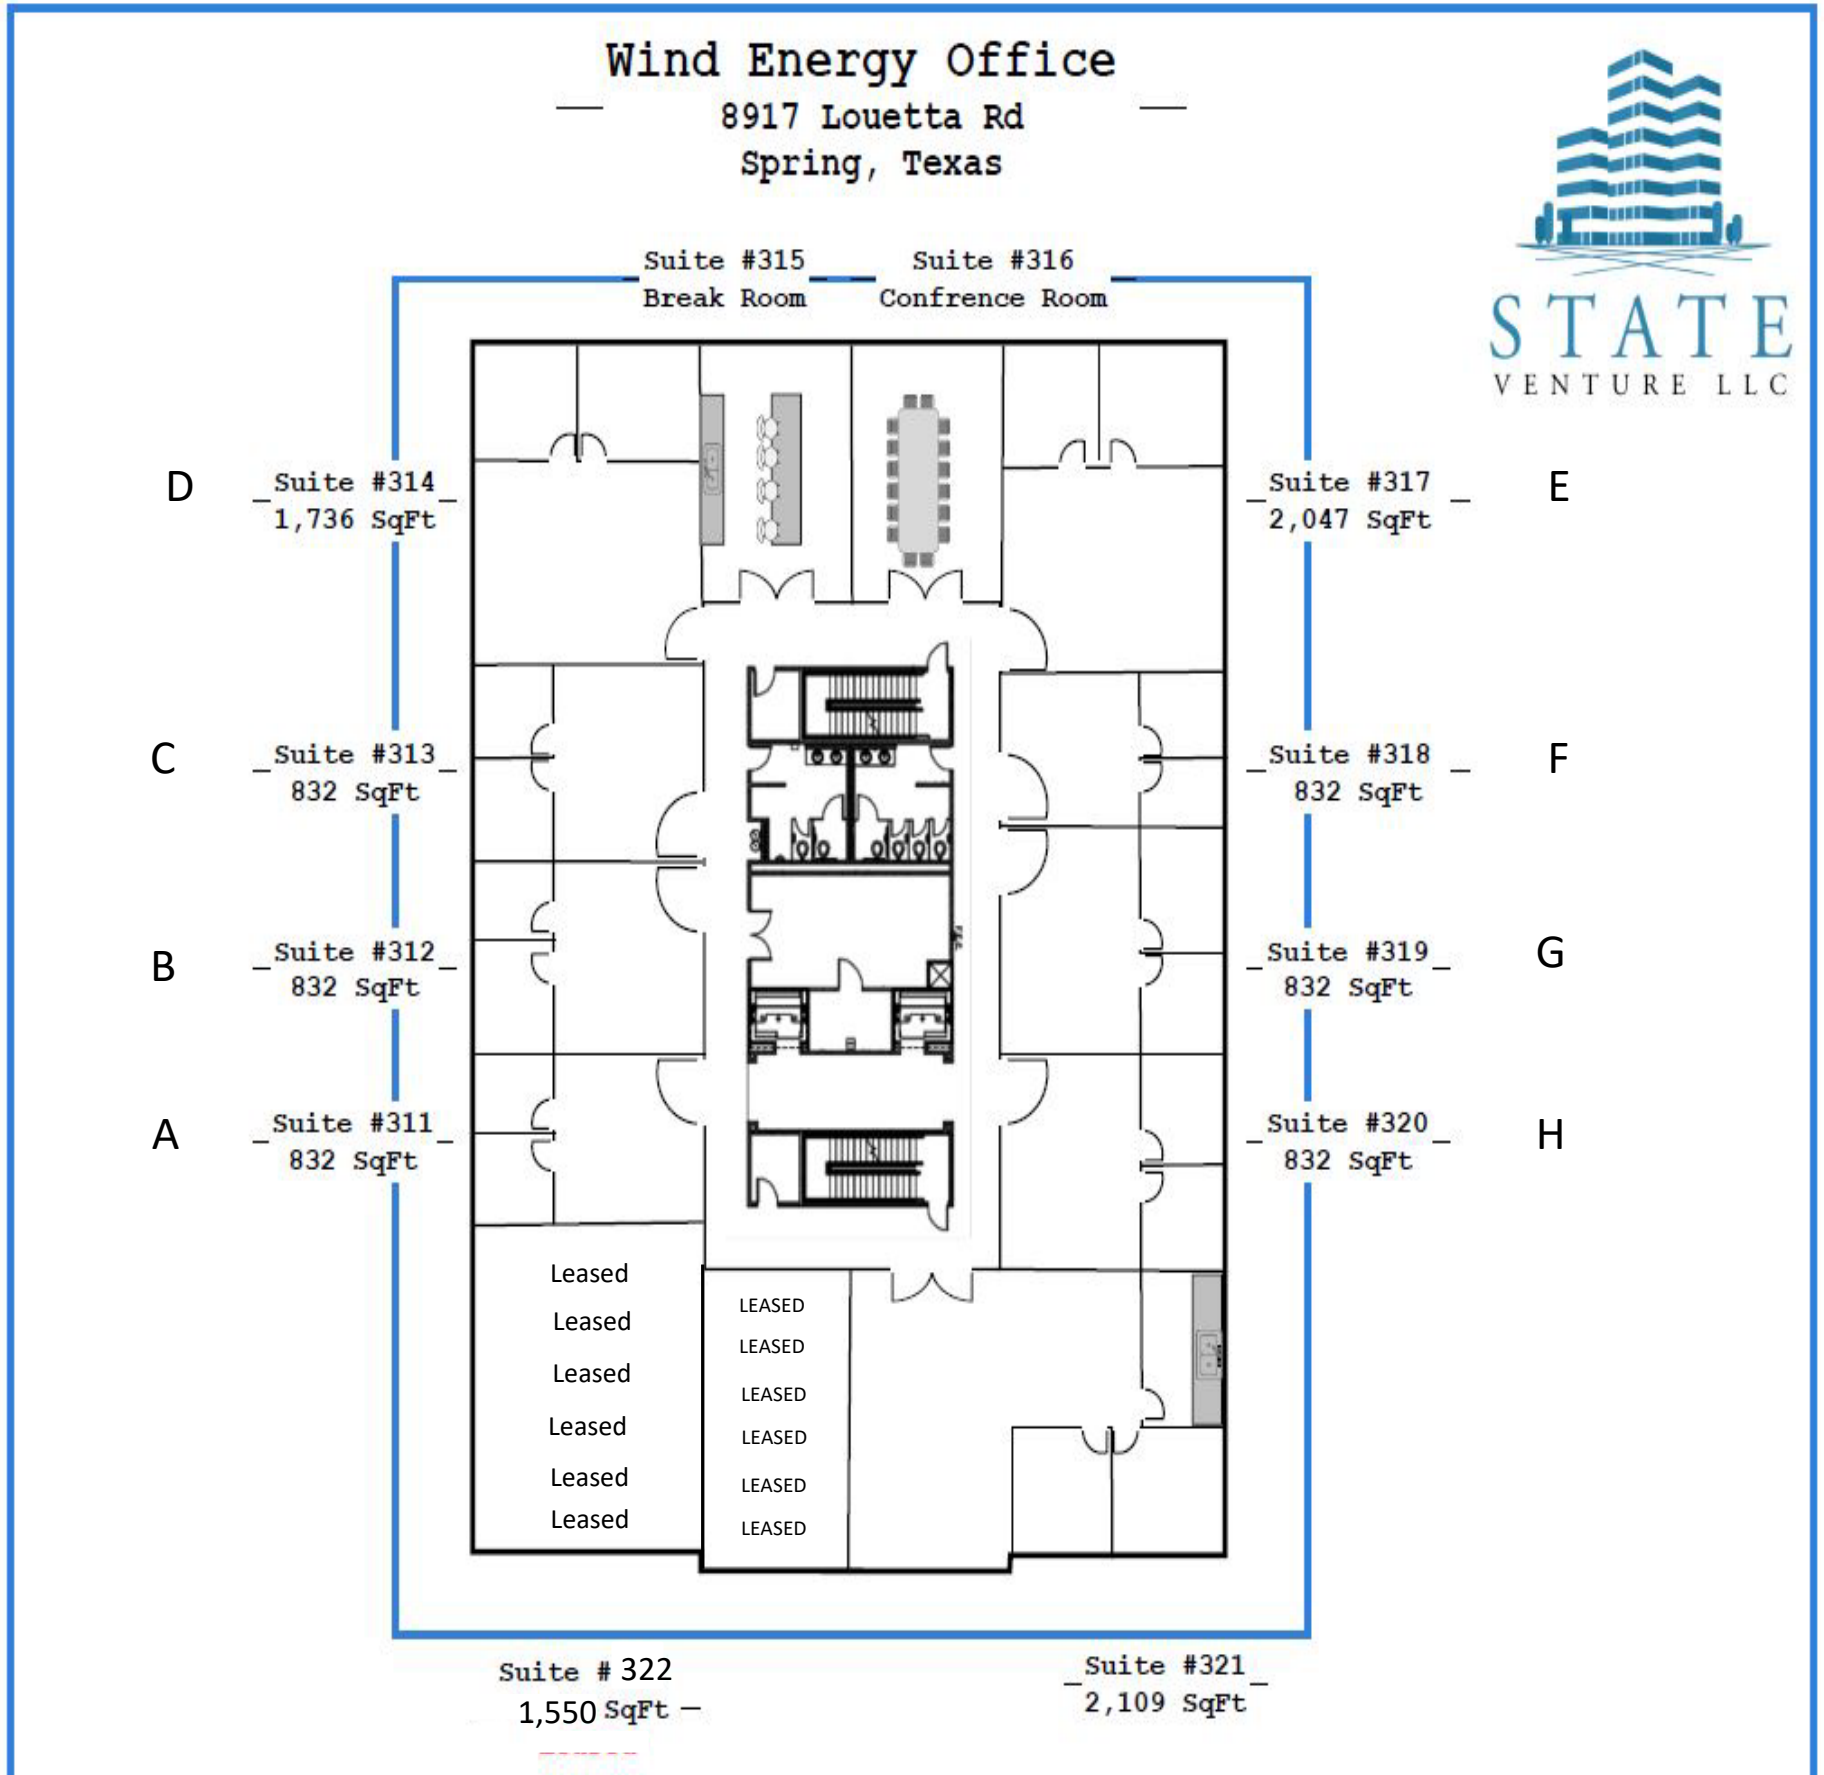 Wind Energy Office
8917 Louetta Rd
Spring, Texas
STATE
VENTURE LLC
Suite #315
Break Room
Suite #316
Confrence Room
D
Suite #314
1,736 SqFt
Suite #317
2,047 SqFt
E
C
Suite #313
832 SqFt
Suite #318
832 SqFt
F
B
Suite #312
832 SqFt
Suite #319
832 SqFt
G
A
Suite #311
832 SqFt
Suite #320
832 SqFt
H
Leased
Leased
Leased
Leased
Leased
Leased
LEASED
LEASED
LEASED
LEASED
LEASED
LEASED
Suite # 322
1,550 SqFt
Suite #321
2,109 SqFt